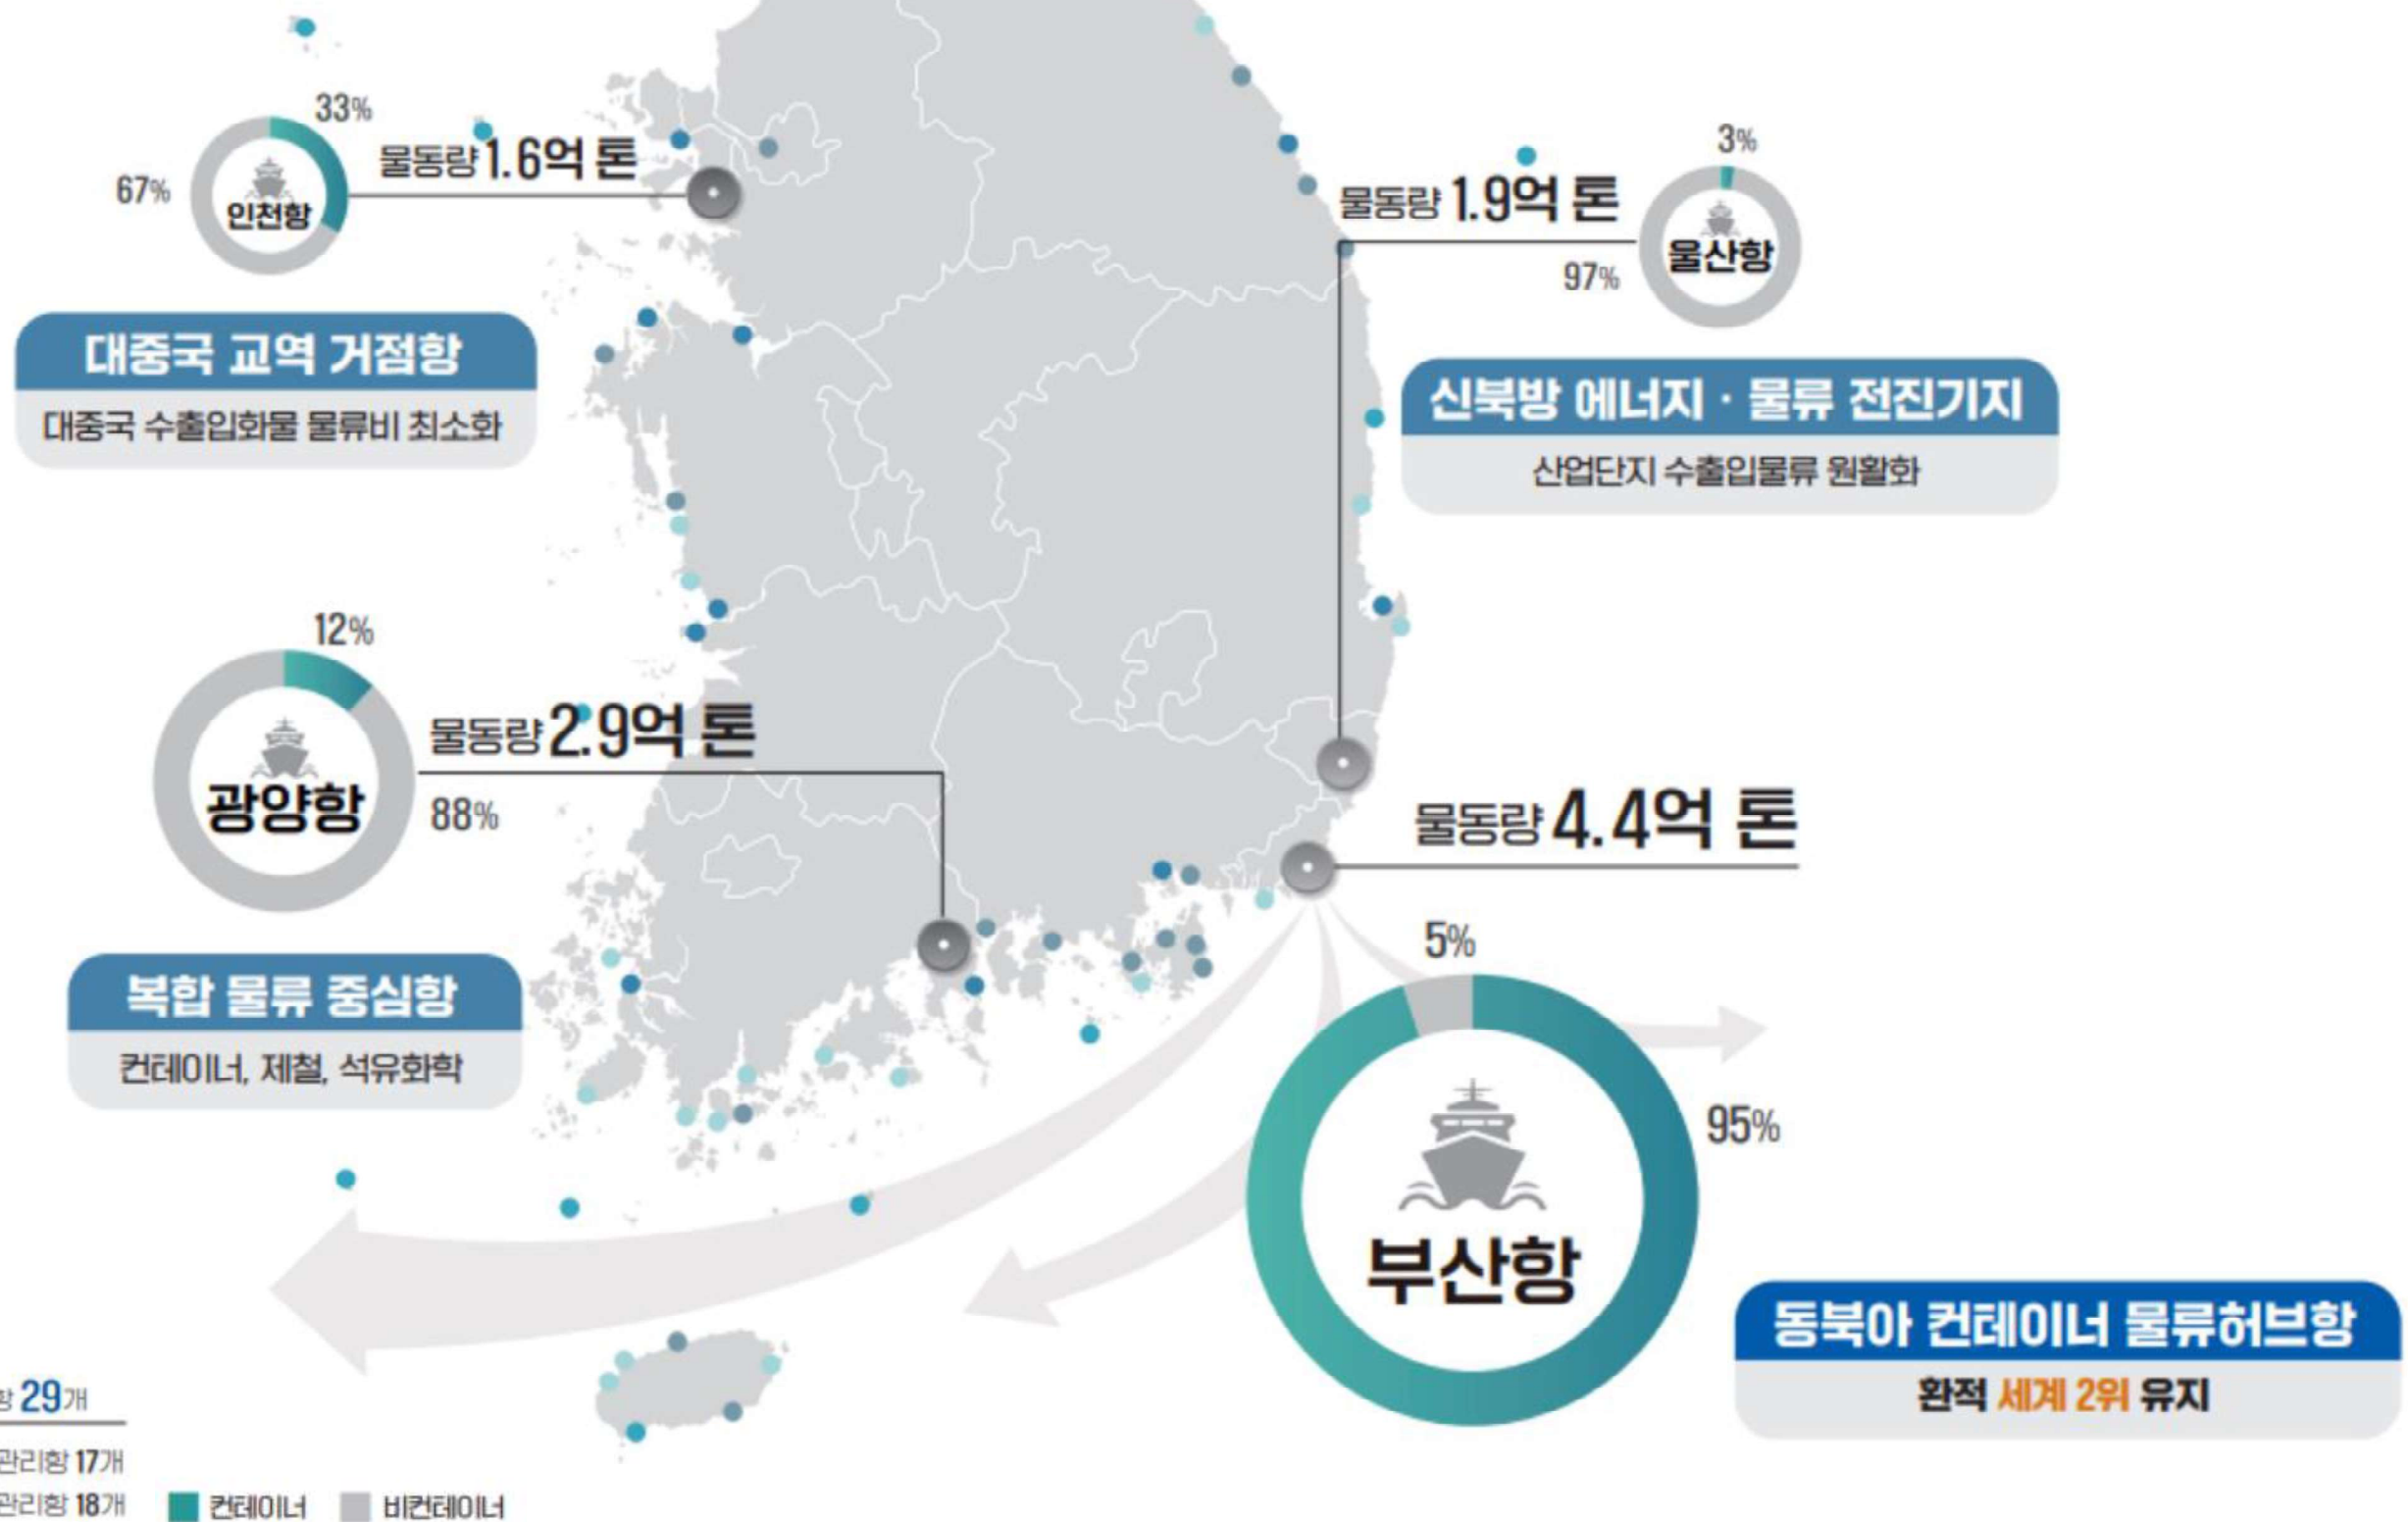 33%
67%
인천항
물동량 1.6억 톤
대중국 교역 거점항
대중국 수출입화물 물류비 최소화
3%
물동량 1.9억 톤
97%
울산항
신북방 에너지 · 물류 전진기지
산업단지 수출입물류 원활화
12%
광양항
물동량 2.9억 톤
88%
복합 물류 중심항
컨테이너, 제철, 석유화학
물동량 4.4억 톤
5%
95%
부산항
동북아 컨테이너 물류허브항
환적 세계 2위 유지
항 29개
관리항 17개
관리항 18개
컨테이너
비컨테이너